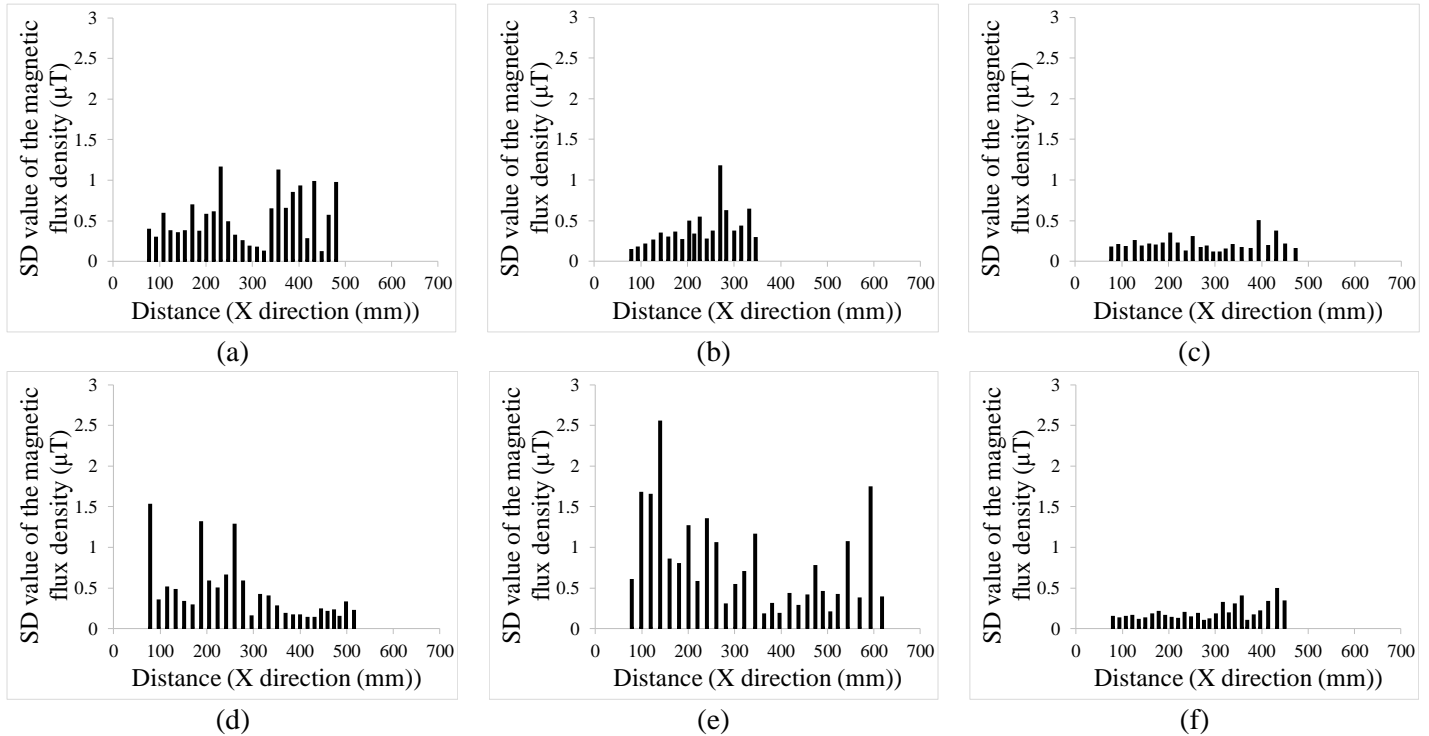 SD value of the magnetic
flux density (μT)
3
2.5
2
1.5
1
0.5
0
0 100 200 300 400 500 600 700
Distance (X direction (mm))
(a)
SD value of the magnetic
flux density (μT)
3
2.5
2
1.5
1
0.5
0
0 100 200 300 400 500 600 700
Distance (X direction (mm))
(b)
SD value of the magnetic
flux density (μT)
3
2.5
2
1.5
1
0.5
0
0 100 200 300 400 500 600 700
Distance (X direction (mm))
(c)
SD value of the magnetic
flux density (μT)
3
2.5
2
1.5
1
0.5
0
0 100 200 300 400 500 600 700
Distance (X direction (mm))
(d)
SD value of the magnetic
flux density (μT)
3
2.5
2
1.5
1
0.5
0
0 100 200 300 400 500 600 700
Distance (X direction (mm))
(e)
SD value of the magnetic
flux density (μT)
3
2.5
2
1.5
1
0.5
0
0 100 200 300 400 500 600 700
Distance (X direction (mm))
(f)